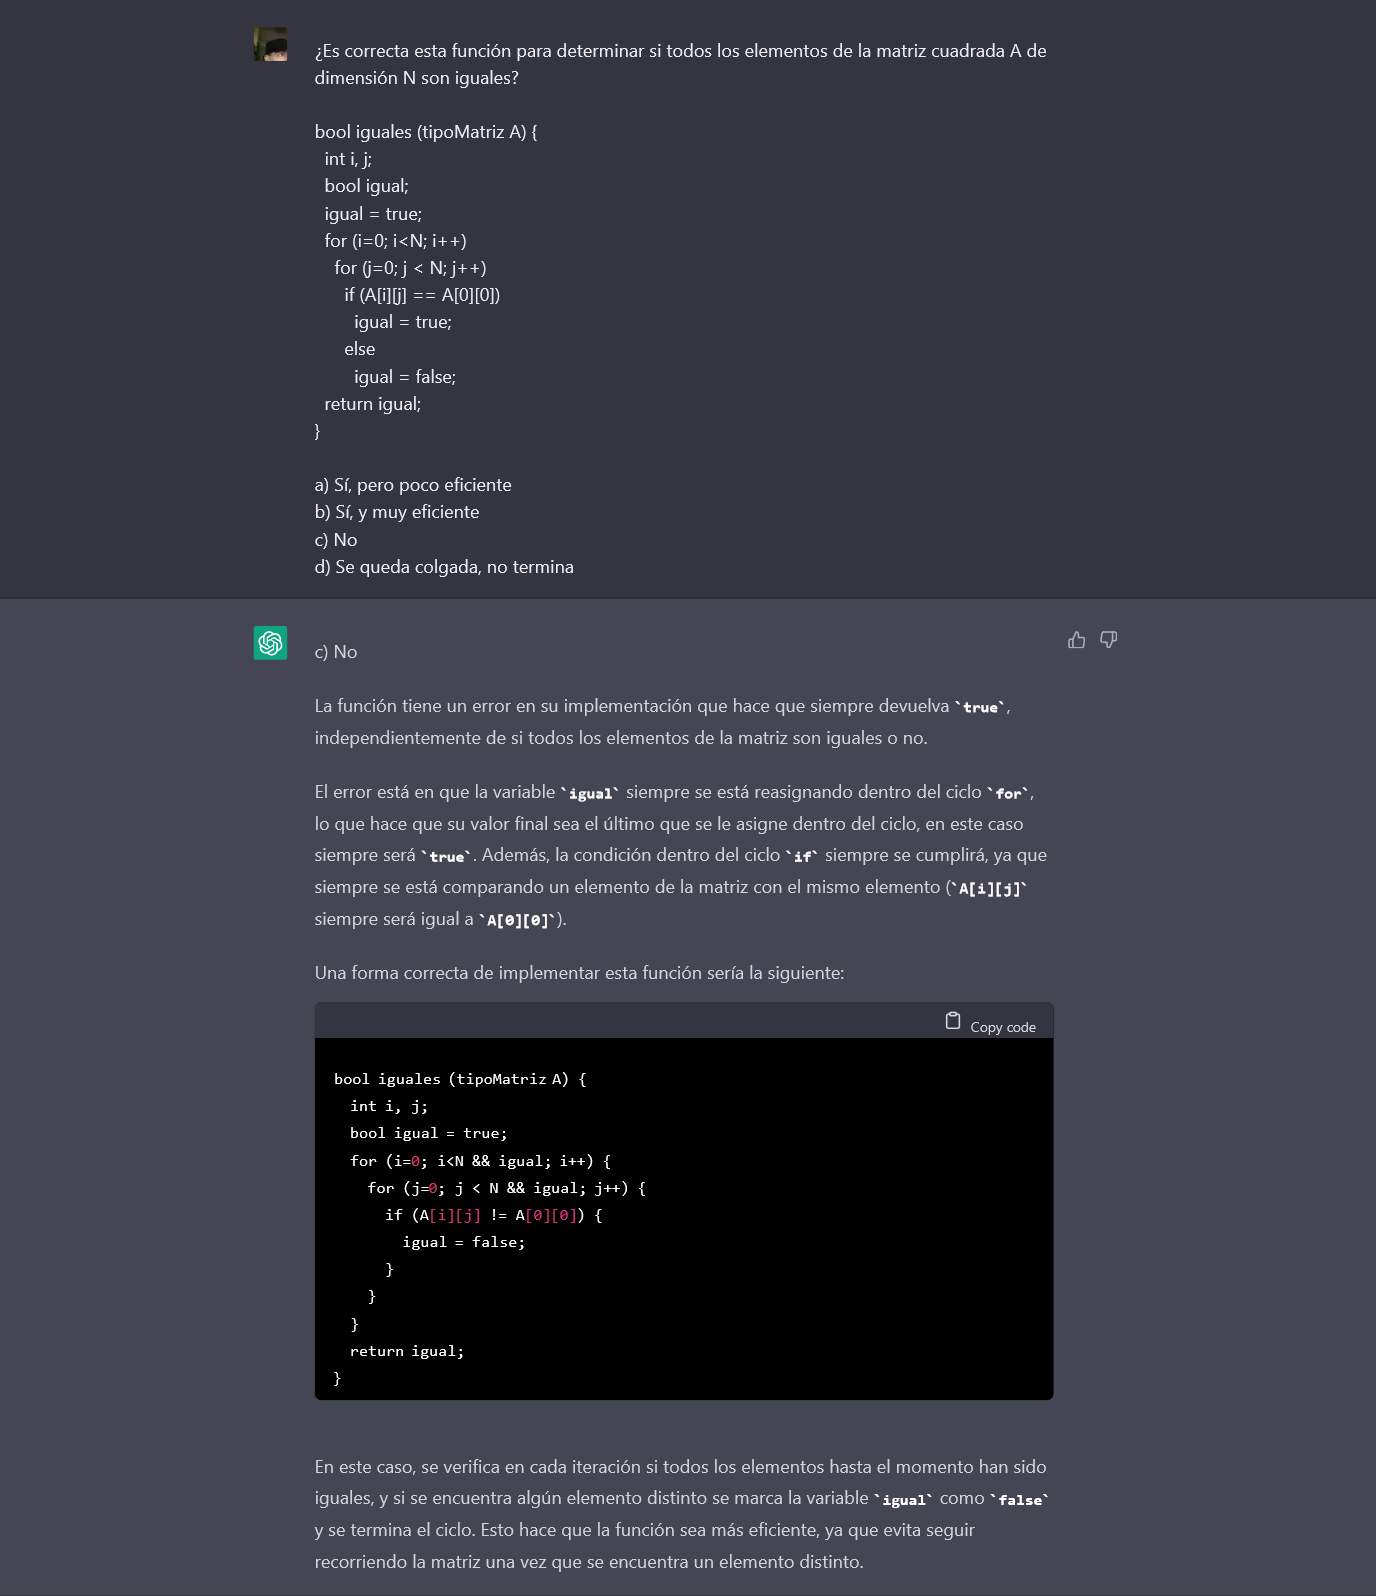 ¿Es correcta esta función para determinar si todos los elementos de la matriz cuadrada A de
dimensión N son iguales?
bool iguales (tipoMatriz A) {
int i, j;
bool igual;
igual = true;
for (i=0; i<N; i++)
for (j=0; j < N; j++)
if (A[i][j] == A[0][0])
igual = true;
else
igual = false;
return igual;
}
a) Sí, pero poco eficiente
b) Sí, y muy eficiente
c) No
d) Se queda colgada, no termina
c) No
La función tiene un error en su implementación que hace que siempre devuelva `true`,
independientemente de si todos los elementos de la matriz son iguales o no.
El error está en que la variable `igual` siempre se está reasignando dentro del ciclo `for`,
lo que hace que su valor final sea el último que se le asigne dentro del ciclo, en este caso
siempre será `true`. Además, la condición dentro del ciclo `if` siempre se cumplirá, ya que
siempre se está comparando un elemento de la matriz con el mismo elemento (`A[i][j]`
siempre será igual a `A[0][0]`).
Una forma correcta de implementar esta función sería la siguiente:
Copy code
bool iguales (tipoMatriz A) {
int i, j;
bool igual = true;
for (i=0; i<N && igual; i++) {
for (j=0; j < N && igual; j++) {
if (A[i][j] != A[0][0]) {
igual = false;
}
}
}
return igual;
}
En este caso, se verifica en cada iteración si todos los elementos hasta el momento han sido
iguales, y si se encuentra algún elemento distinto se marca la variable `igual` como `false`
y se termina el ciclo. Esto hace que la función sea más eficiente, ya que evita seguir
recorriendo la matriz una vez que se encuentra un elemento distinto.